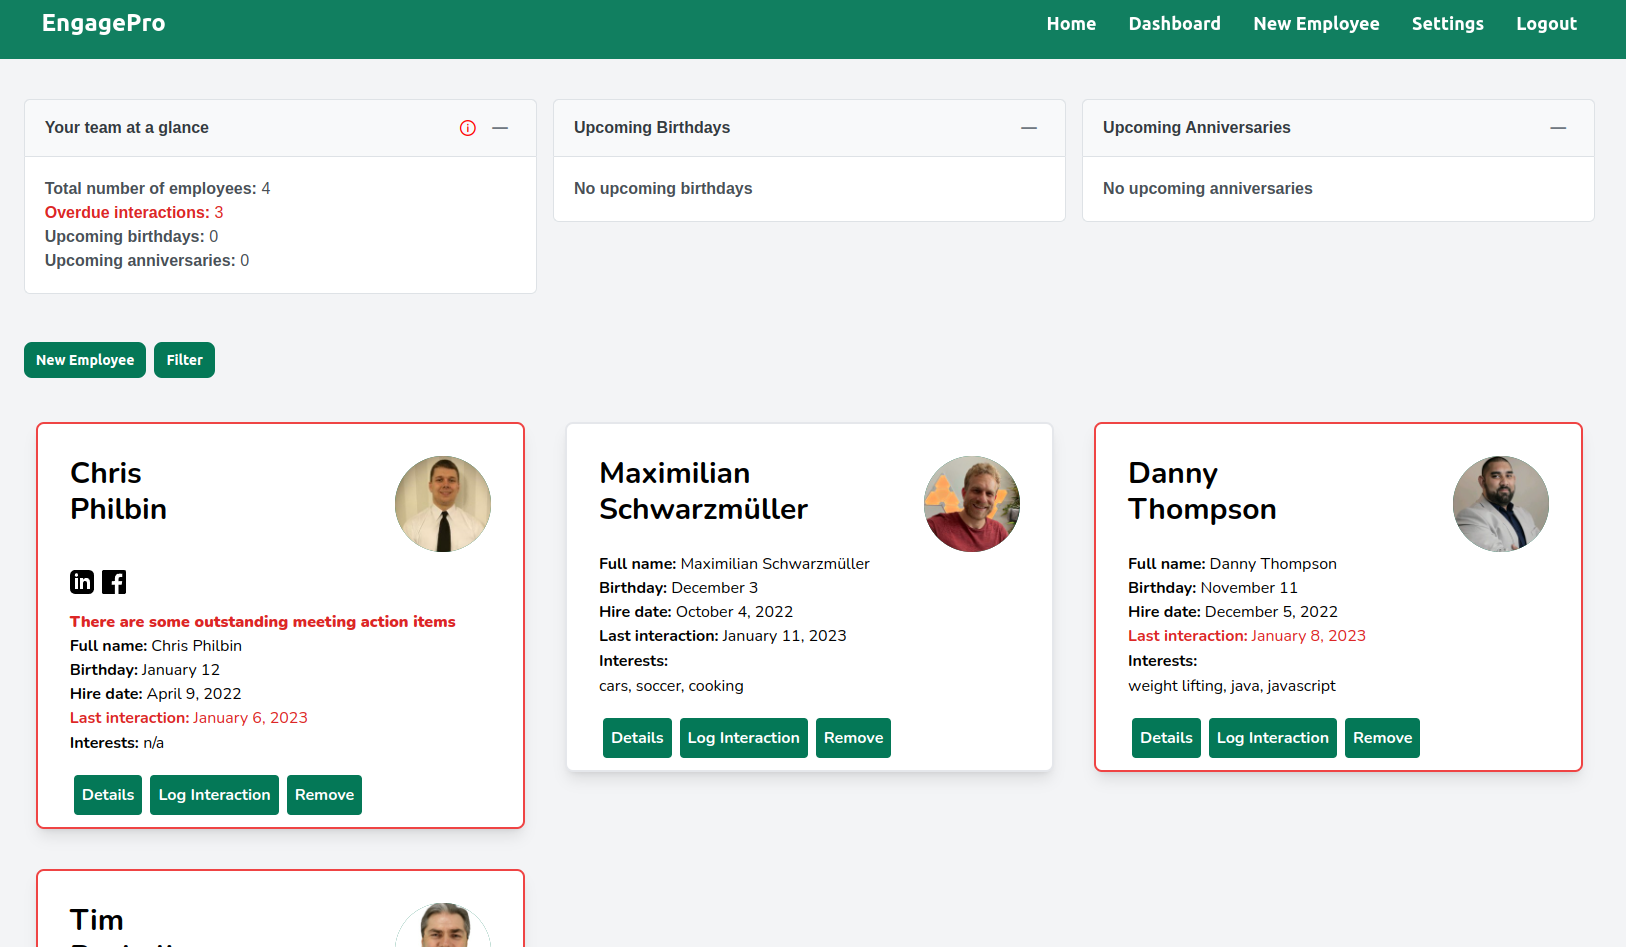 EngagePro
Home Dashboard New Employee Settings Logout
Your team at a glance
Total number of employees: 4
Overdue interactions: 3
Upcoming birthdays: 0
Upcoming anniversaries: 0
Upcoming Birthdays
No upcoming birthdays
Upcoming Anniversaries
No upcoming anniversaries
New Employee Filter
Chris
Philbin
in f
There are some outstanding meeting action items
Full name: Chris Philbin
Birthday: January 12
Hire date: April 9, 2022
Last interaction: January 6, 2023
Interests: n/a
Details Log Interaction Remove
Maximilian
Schwarzmüller
Full name: Maximilian Schwarzmüller
Birthday: December 3
Hire date: October 4, 2022
Last interaction: January 11, 2023
Interests:
cars, soccer, cooking
Details Log Interaction Remove
Danny
Thompson
Full name: Danny Thompson
Birthday: November 11
Hire date: December 5, 2022
Last interaction: January 8, 2023
Interests:
weight lifting, java, javascript
Details Log Interaction Remove
Tim